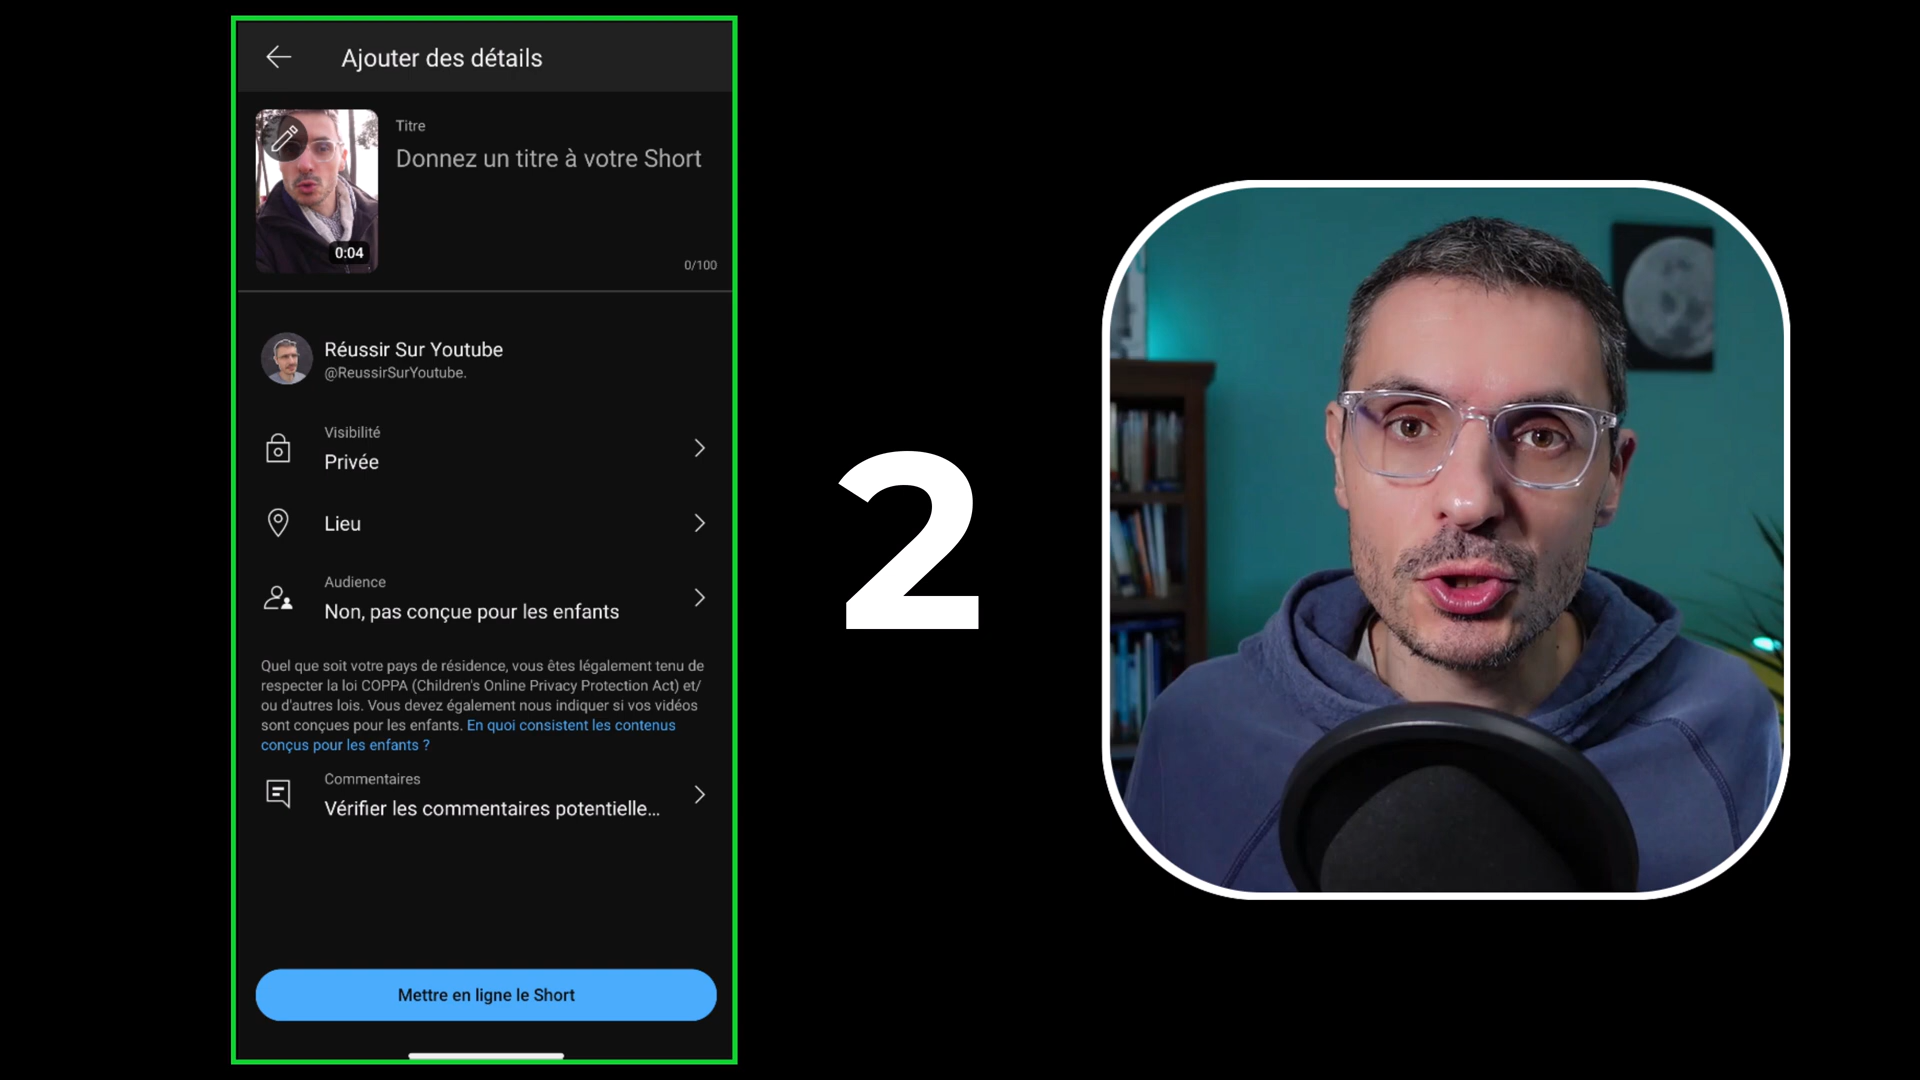 Ajouter des détails
Titre
Donnez un titre à votre Short
0:04
0/100
Réussir Sur Youtube
@ReussirSurYoutube.
Visibilité
Privée
Lieu
Audience
Non, pas conçue pour les enfants
Quel que soit votre pays de résidence, vous êtes légalement tenu de
respecter la loi COPPA (Children's Online Privacy Protection Act) et/
ou d'autres lois. Vous devez également nous indiquer si vos vidéos
sont conçues pour les enfants. En quoi consistent les contenus
conçus pour les enfants ?
Commentaires
Vérifier les commentaires potentielle...
Mettre en ligne le Short
2